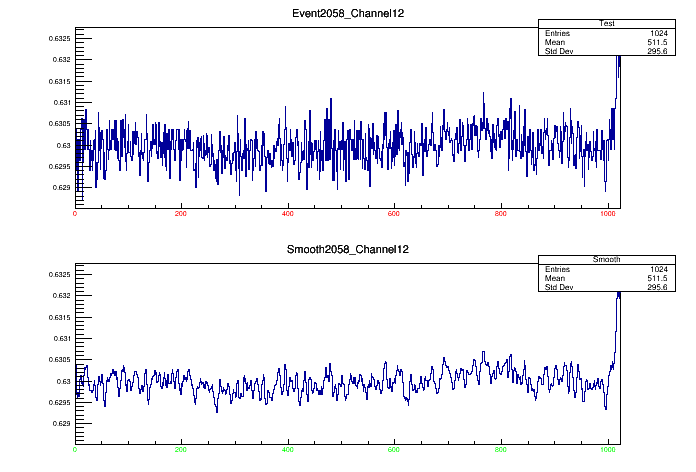 Event2058_Channel12
Test
Entries 1024
Mean 511.5
Std Dev 295.6
0.6325
0.632
0.6315
0.631
0.6305
0.63
0.6295
0.629
0 200 400 600 800 1000
Smooth2058_Channel12
Smooth
Entries 1024
Mean 511.5
Std Dev 295.6
0.6325
0.632
0.6315
0.631
0.6305
0.63
0.6295
0.629
0 200 400 600 800 1000